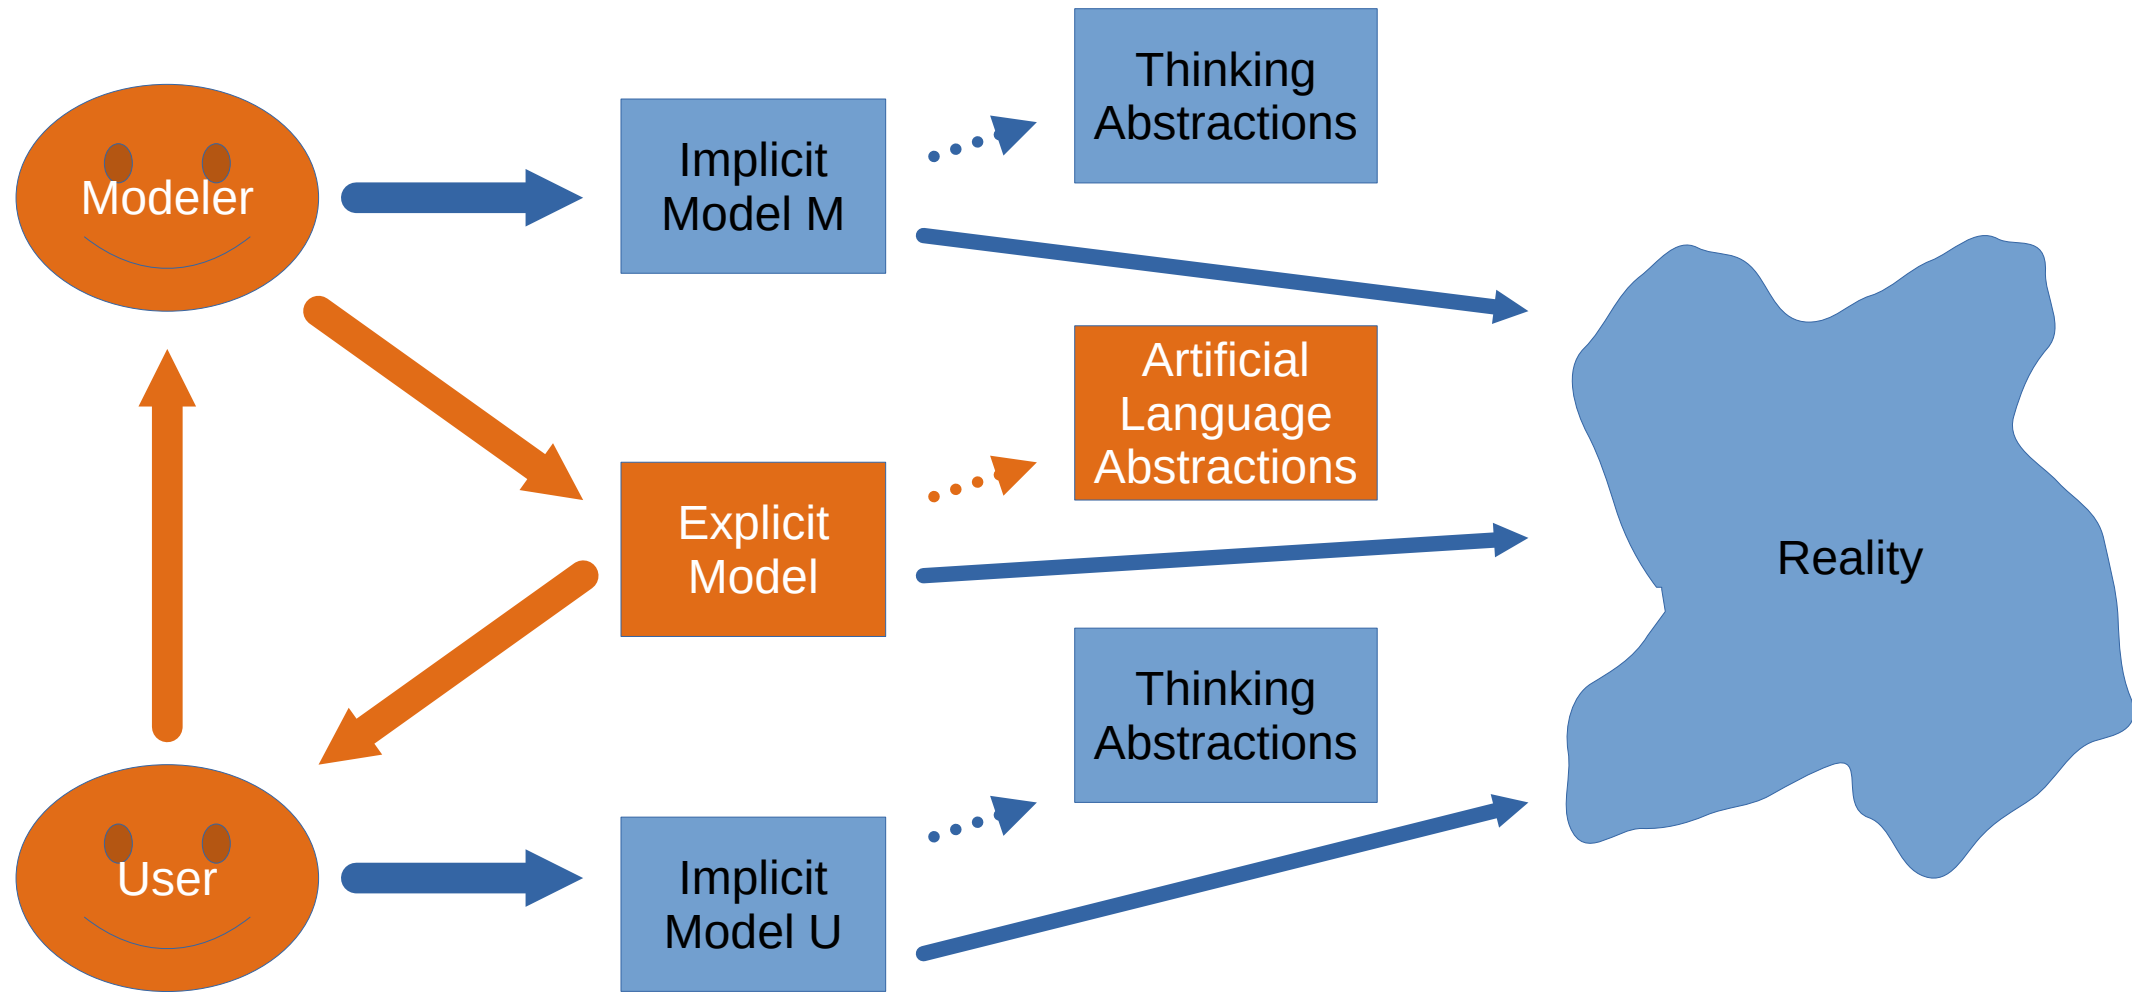 Thinking
Abstractions
Modeler
Implicit
Model M
Artificial
Language
Abstractions
Explicit
Model
Reality
Thinking
Abstractions
User
Implicit
Model U